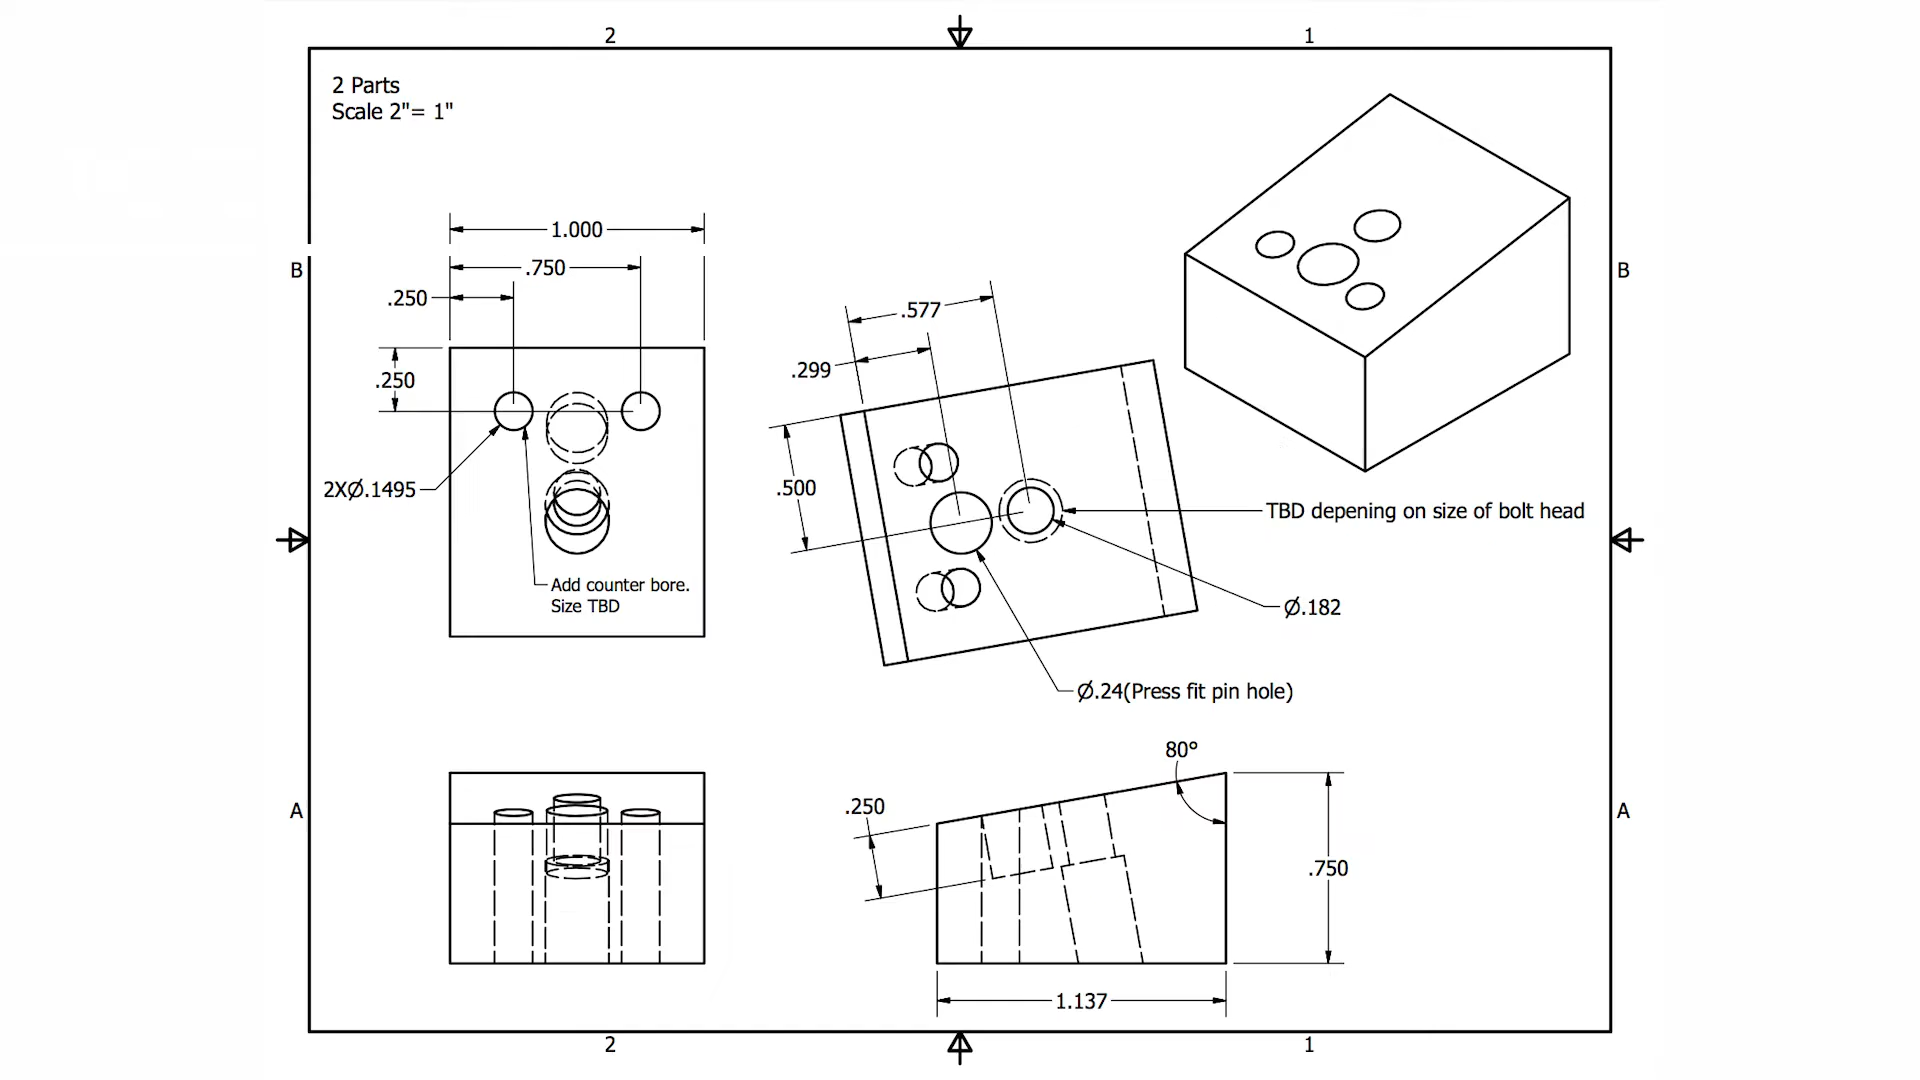 2
1
2 Parts
Scale 2"= 1"
1.000
B
.750
B
.250
.577
.250
.299
2XØ.1495
.500
TBD depening on size of bolt head
Add counter bore.
Size TBD
Ø.182
Ø.24(Press fit pin hole)
80°
.250
A
A
.750
1.137
2
1